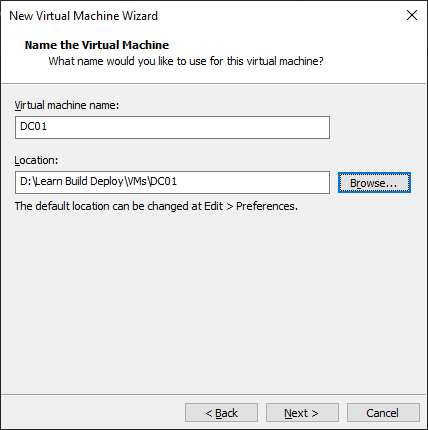 New Virtual Machine Wizard
Name the Virtual Machine
What name would you like to use for this virtual machine?
Virtual machine name:
DC01
Location:
D:\Learn Build Deploy\VMs\DC01
Browse...
The default location can be changed at Edit > Preferences.
< Back
Next >
Cancel